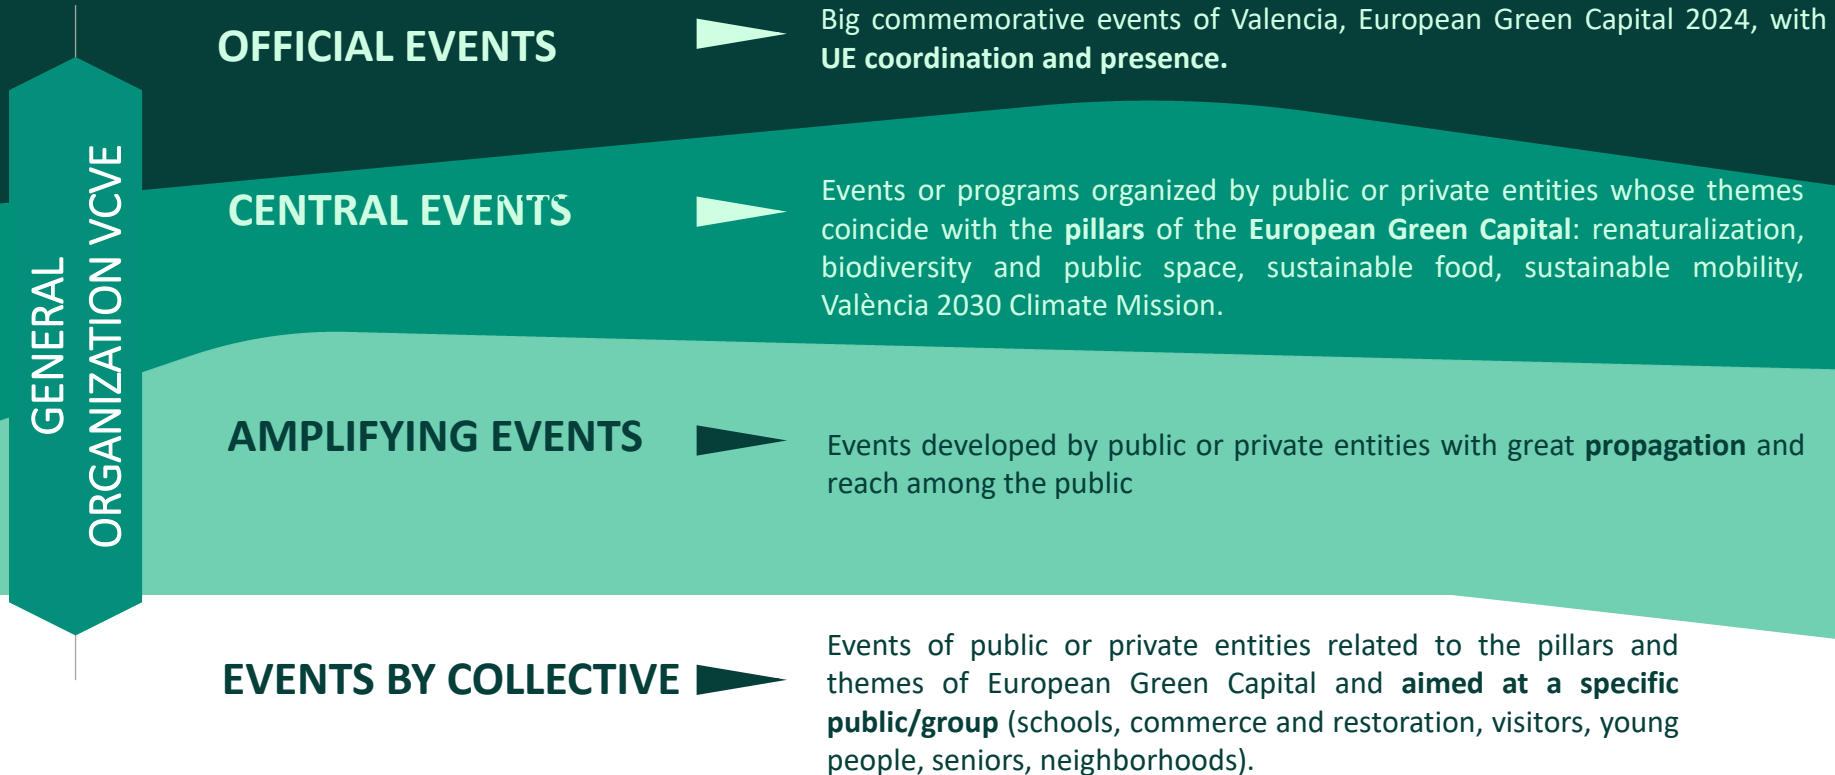 GENERAL
ORGANIZATION VCVE
OFFICIAL EVENTS
Big commemorative events of Valencia, European Green Capital 2024, with
UE coordination and presence.
CENTRAL EVENTS
Events or programs organized by public or private entities whose themes
coincide with the pillars of the European Green Capital: renaturalization,
biodiversity and public space, sustainable food, sustainable mobility,
València 2030 Climate Mission.
AMPLIFYING EVENTS
Events developed by public or private entities with great propagation and
reach among the public
EVENTS BY COLLECTIVE
Events of public or private entities related to the pillars and
themes of European Green Capital and aimed at a specific
public/group (schools, commerce and restoration, visitors, young
people, seniors, neighborhoods).